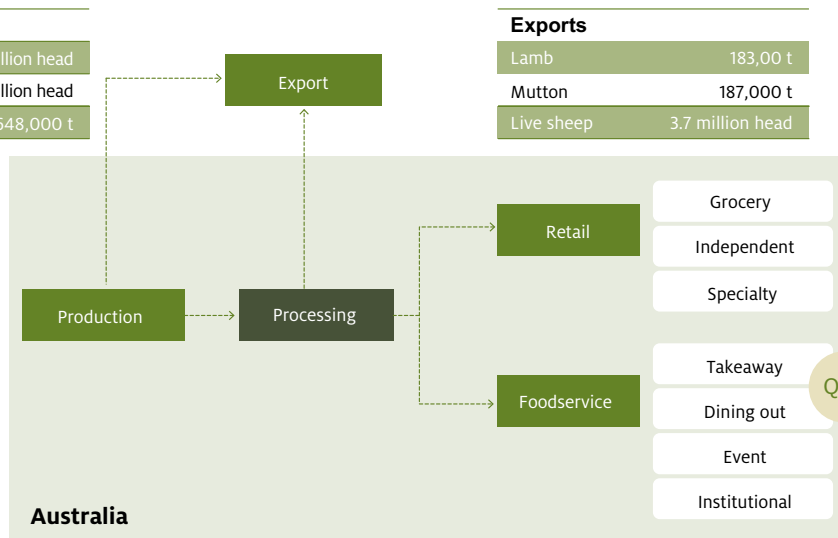 Exports
llion head
Lamb 183,00 t
llion head
Mutton 187,000 t
548,000 t
Live sheep 3.7 million head
Export
Grocery
Retail
Independent
Specialty
Production
Processing
Takeaway
Q
Foodservice
Dining out
Event
Institutional
Australia